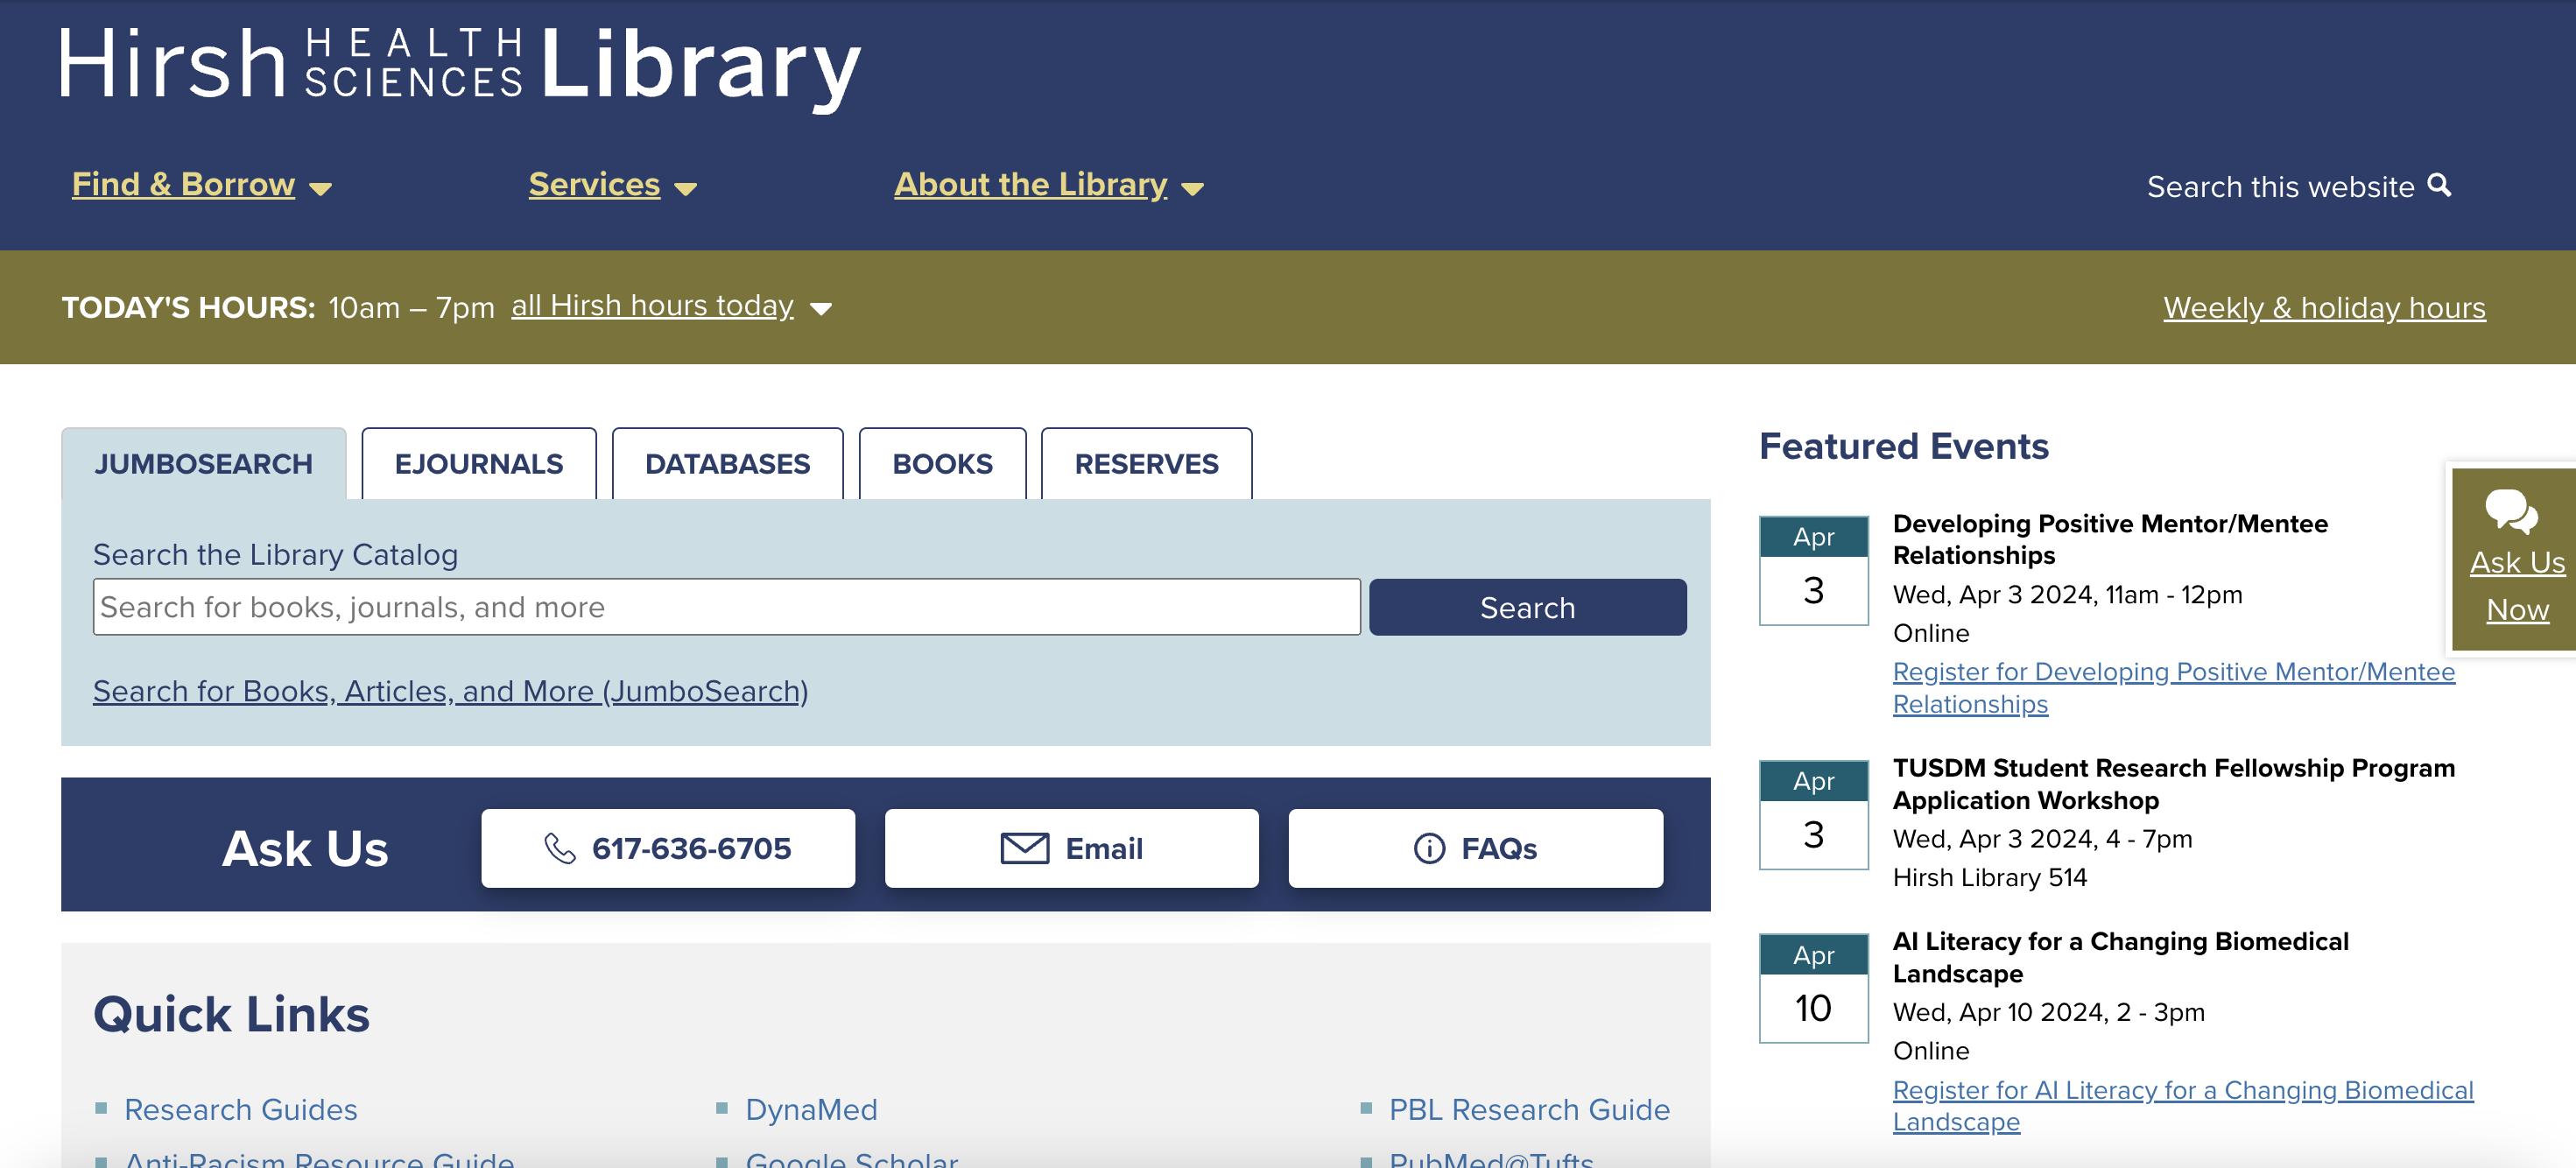 Hirsh HEALTH SCIENCES Library
Find & Borrow
Services
About the Library
Search this website
TODAY'S HOURS: 10am – 7pm all Hirsh hours today
Weekly & holiday hours
JUMBOSEARCH
EJOURNALS
DATABASES
BOOKS
RESERVES
Search the Library Catalog
Search for books, journals, and more
Search
Search for Books, Articles, and More (JumboSearch)
Ask Us
617-636-6705
Email
FAQs
Quick Links
Research Guides
DynaMed
PBL Research Guide
Anti-Racism Resource Guide
Google Scholar
PubMed@Tufts
Featured Events
Apr
3
Developing Positive Mentor/Mentee
Relationships
Wed, Apr 3 2024, 11am - 12pm
Online
Register for Developing Positive Mentor/Mentee
Relationships
Apr
3
TUSDM Student Research Fellowship Program
Application Workshop
Wed, Apr 3 2024, 4 - 7pm
Hirsh Library 514
Apr
10
AI Literacy for a Changing Biomedical
Landscape
Wed, Apr 10 2024, 2 - 3pm
Online
Register for AI Literacy for a Changing Biomedical
Landscape
Ask Us
Now